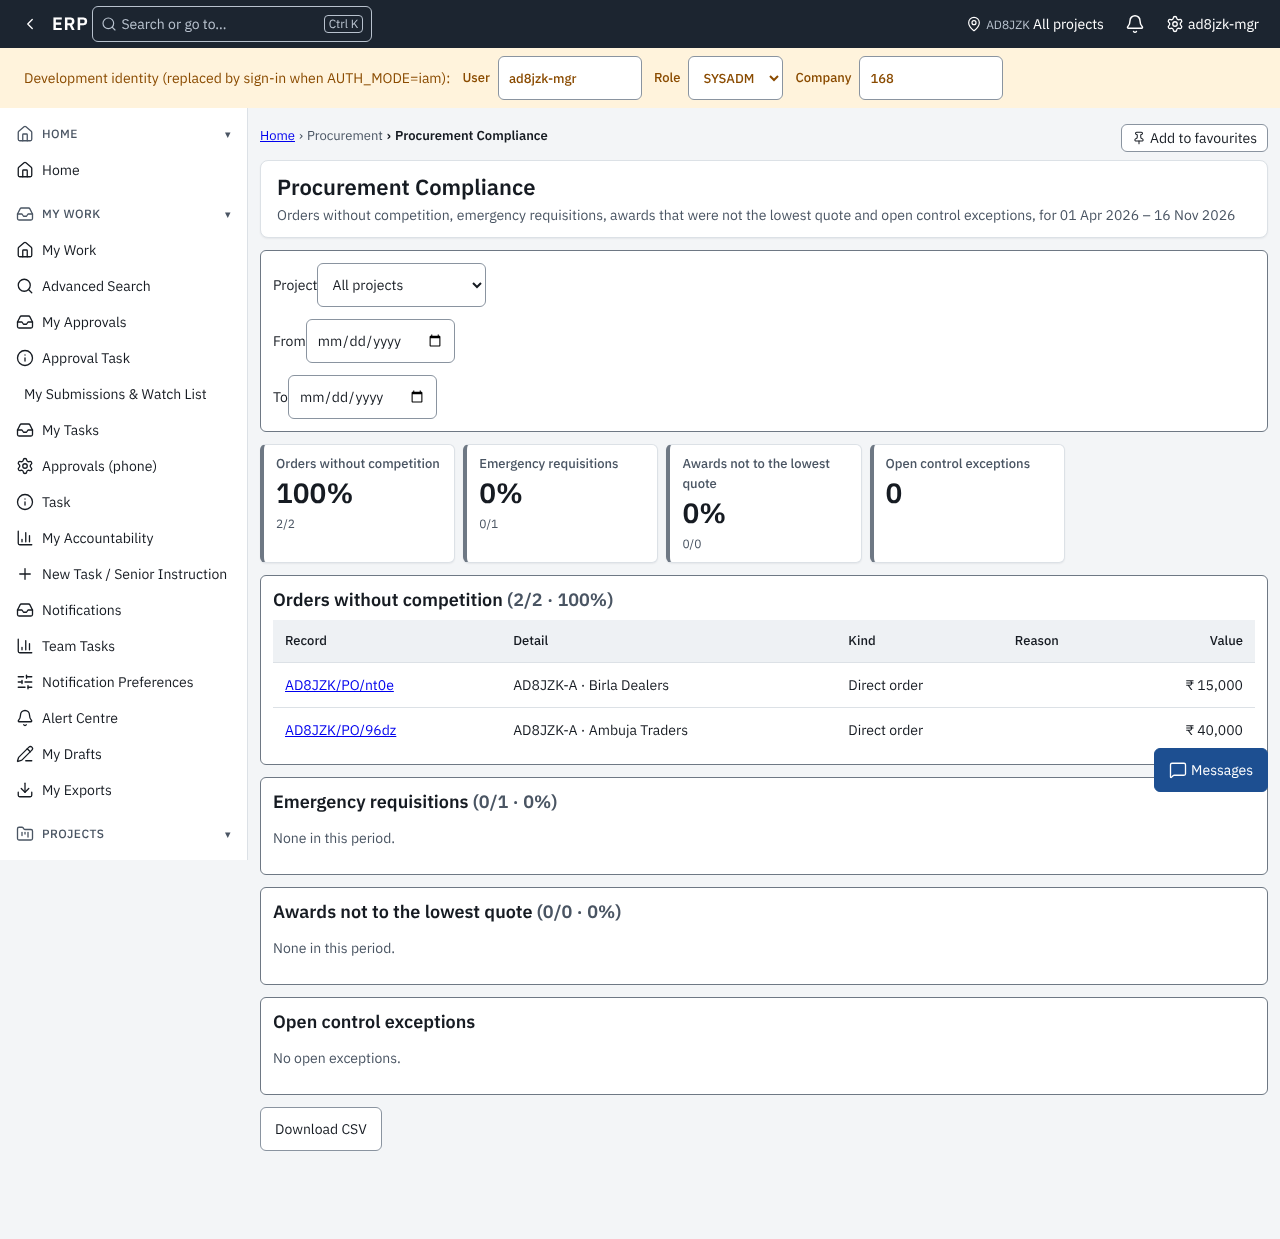 ERP
Search or go to...
Ctrl K
AD8JZK All projects
ad8jzk-mgr
Development identity (replaced by sign-in when AUTH_MODE=iam): User ad8jzk-mgr Role SYSADM Company 168
HOME
Home
MY WORK
My Work
Advanced Search
My Approvals
Approval Task
My Submissions & Watch List
My Tasks
Approvals (phone)
Task
My Accountability
New Task / Senior Instruction
Notifications
Team Tasks
Notification Preferences
Alert Centre
My Drafts
My Exports
PROJECTS
Home › Procurement › Procurement Compliance
Add to favourites
Procurement Compliance
Orders without competition, emergency requisitions, awards that were not the lowest quote and open control exceptions, for 01 Apr 2026 – 16 Nov 2026
Project All projects
From mm/dd/yyyy
To mm/dd/yyyy
Orders without competition
100%
2/2
Emergency requisitions
0%
0/1
Awards not to the lowest
quote
0%
0/0
Open control exceptions
0
Orders without competition (2/2 · 100%)
Record Detail Kind Reason Value
AD8JZK/PO/nt0e AD8JZK-A · Birla Dealers Direct order ₹ 15,000
AD8JZK/PO/96dz AD8JZK-A · Ambuja Traders Direct order ₹ 40,000
Messages
Emergency requisitions (0/1 · 0%)
None in this period.
Awards not to the lowest quote (0/0 · 0%)
None in this period.
Open control exceptions
No open exceptions.
Download CSV